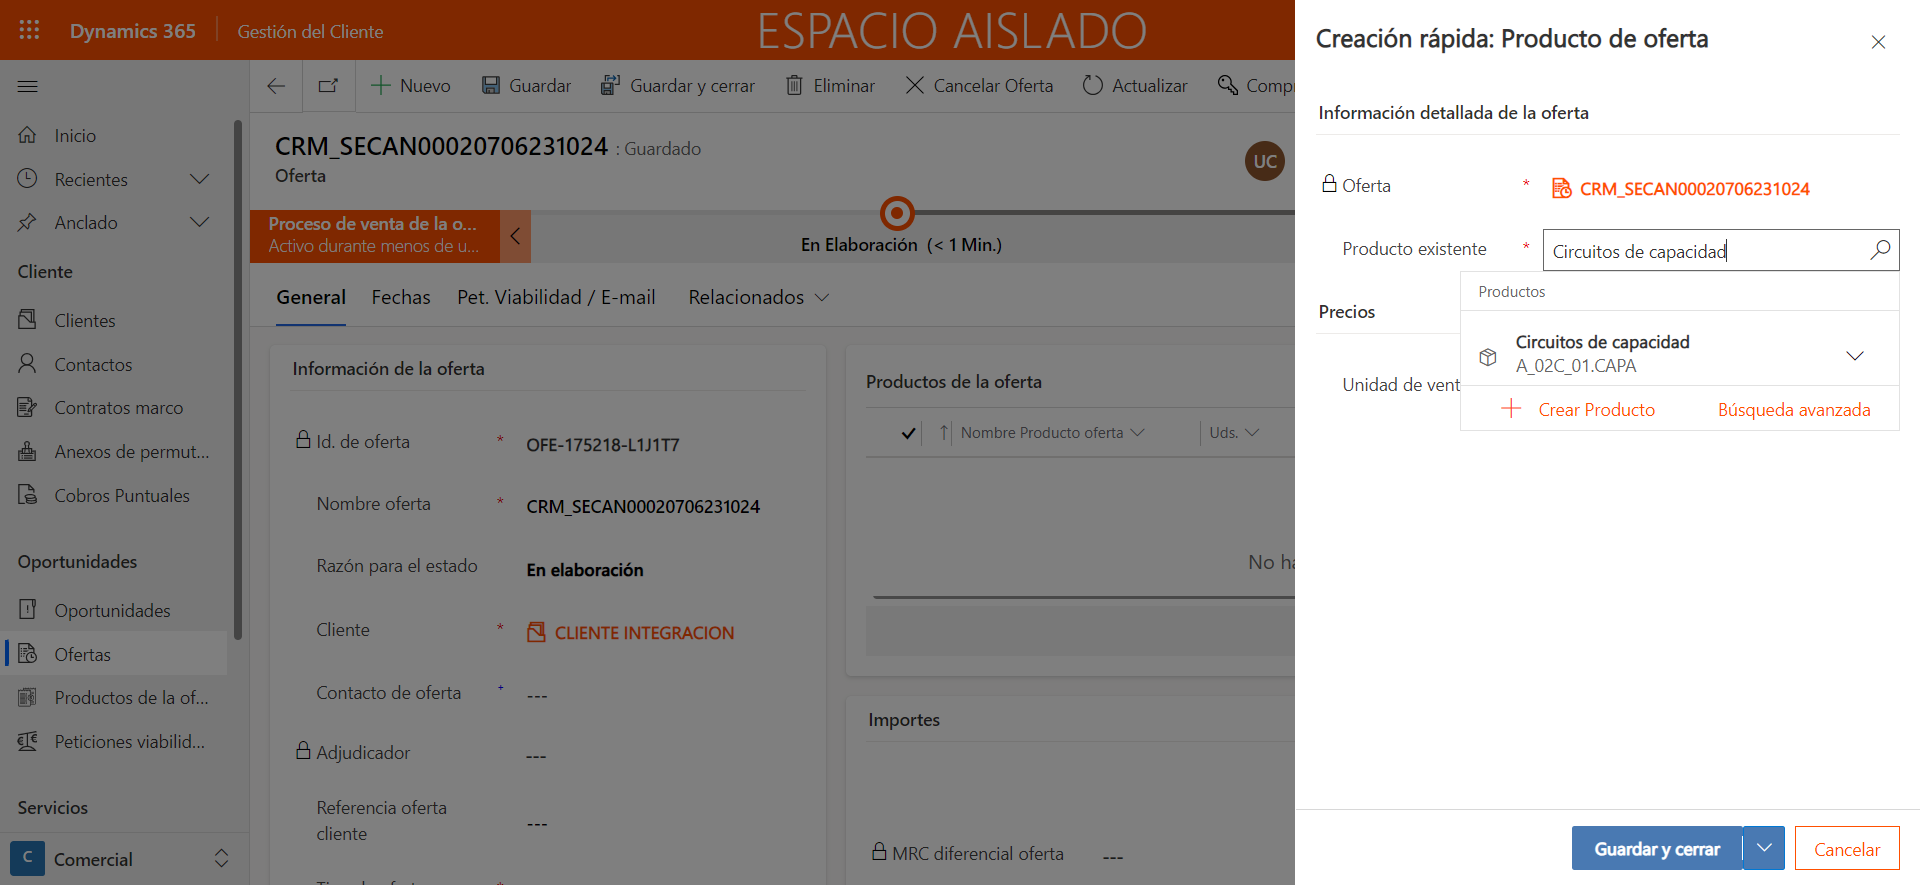 Dynamics 365
Gestión del Cliente
ESPACIO AISLADO
Nuevo
Guardar
Guardar y cerrar
Eliminar
Cancelar Oferta
Actualizar
Inicio
Recientes
Anclado
Cliente
Clientes
Contactos
Contratos marco
Anexos de permut...
Cobros Puntuales
Oportunidades
Oportunidades
Ofertas
Productos de la of...
Peticiones viabilid...
Servicios
C
Comercial
CRM_SECAN00020706231024 : Guardado
Oferta
UC
Proceso de venta de la o...
Activo durante menos de u...
En Elaboración (< 1 Min.)
General
Fechas
Pet. Viabilidad / E-mail
Relacionados
Información de la oferta
Id. de oferta * OFE-175218-L1J1T7
Nombre oferta * CRM_SECAN00020706231024
Razón para el estado En elaboración
Cliente * CLIENTE INTEGRACION
Contacto de oferta + ---
Adjudicador ---
Referencia oferta
cliente ---
Productos de la oferta
Nombre Producto oferta
Uds.
No
Importes
MRC diferencial oferta ---
Creación rápida: Producto de oferta
Información detallada de la oferta
Oferta * CRM_SECAN00020706231024
Producto existente * Circuitos de capacidad
Productos
Circuitos de capacidad
A_02C_01.CAPA
Crear Producto
Búsqueda avanzada
Precios
Unidad de vent
Guardar y cerrar
Cancelar